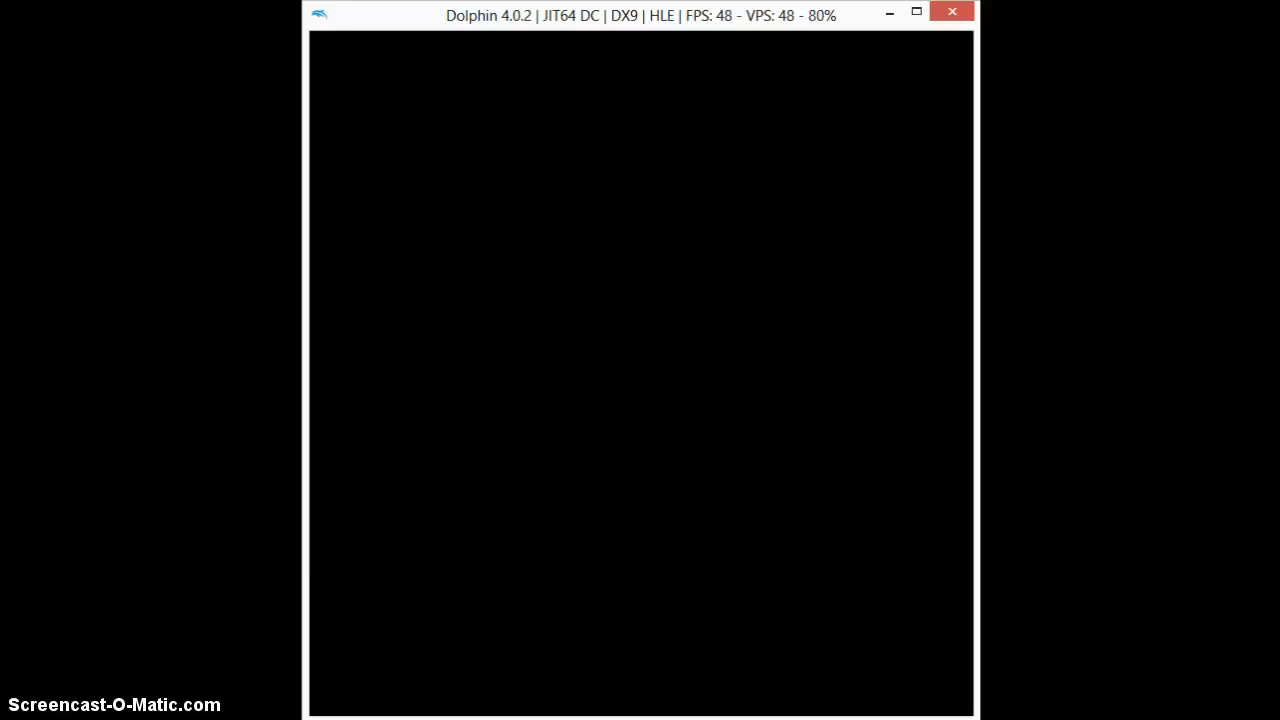 Dolphin 4.0.2 | JIT64 DC | DX9 | HLE | FPS: 48 - VPS: 48 - 80%
Screencast-O-Matic.com